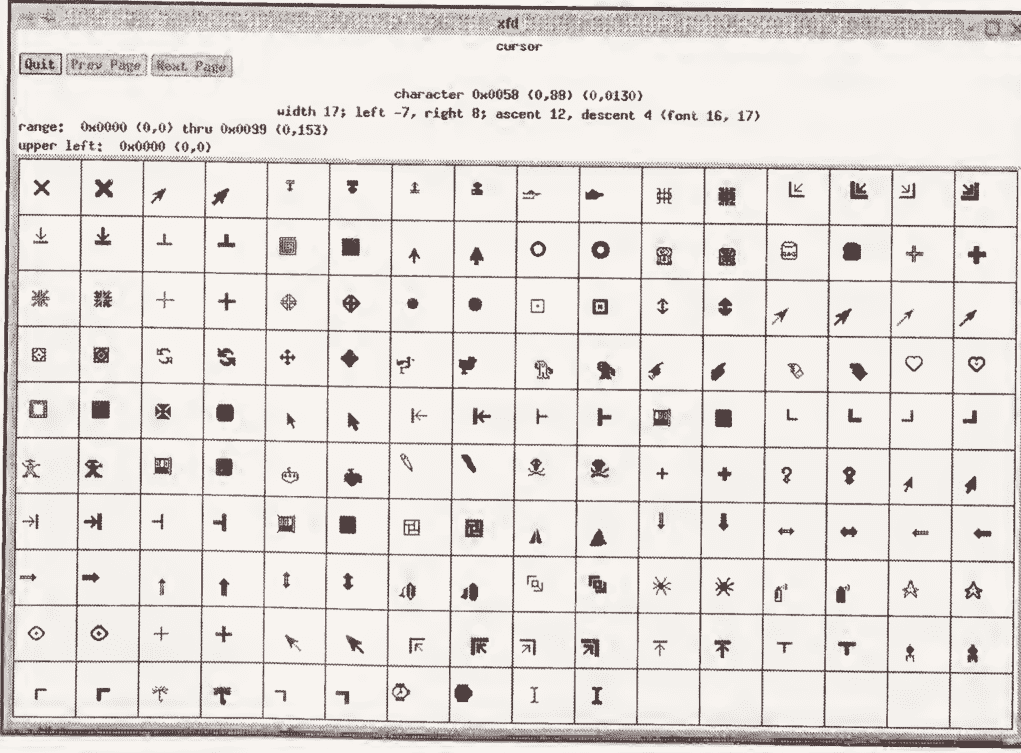 xfd
cursor
Quit Prev Page Next Page
character 0x0058 (0,88) (0,0130)
width 17; left -7, right 8; ascent 12, descent 4 (font 16, 17)
range: 0x0000 (0,0) thru 0x0099 (0,153)
upper left: 0x0000 (0,0)